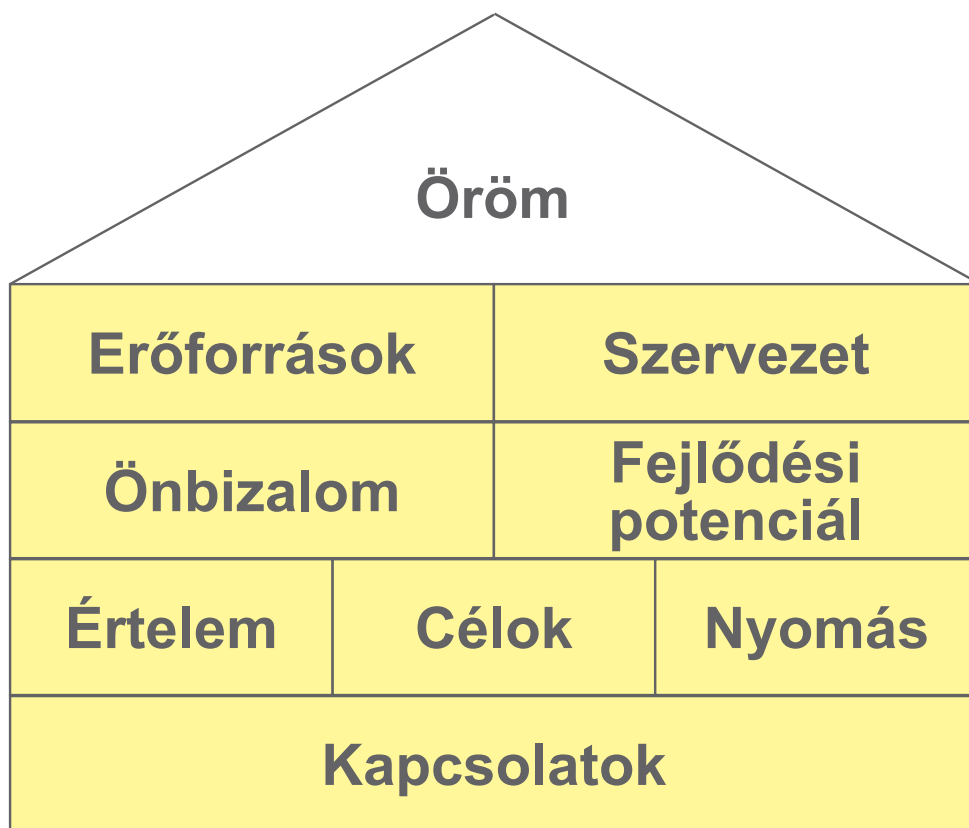 Öröm
Erőforrások
Szervezet
Önbizalom
Fejlődési
potenciál
Értelem
Célok
Nyomás
Kapcsolatok